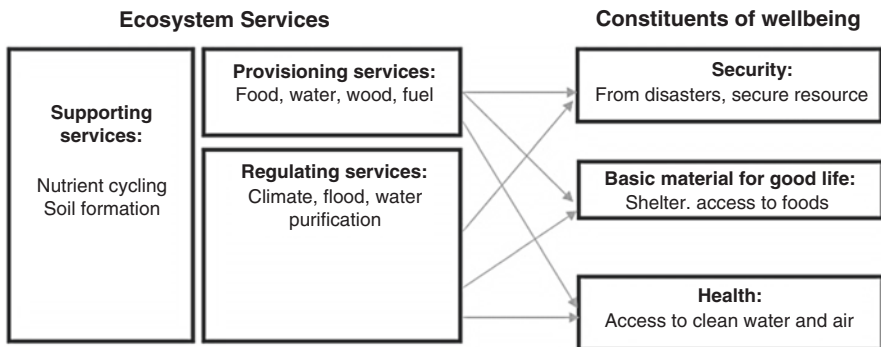 Ecosystem Services
Constituents of wellbeing
Supporting
services:
Nutrient cycling
Soil formation
Provisioning services:
Food, water, wood, fuel
Regulating services:
Climate, flood, water
purification
Security:
From disasters, secure resource
Basic material for good life:
Shelter. access to foods
Health:
Access to clean water and air